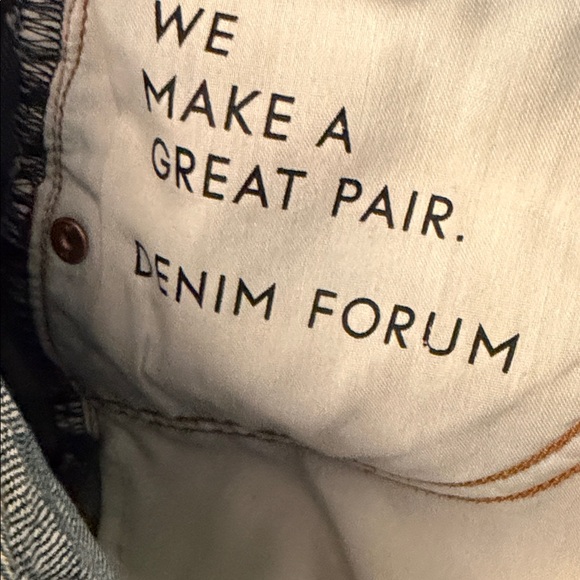 WE
MAKE A
GREAT PAIR.
DENIM FORUM